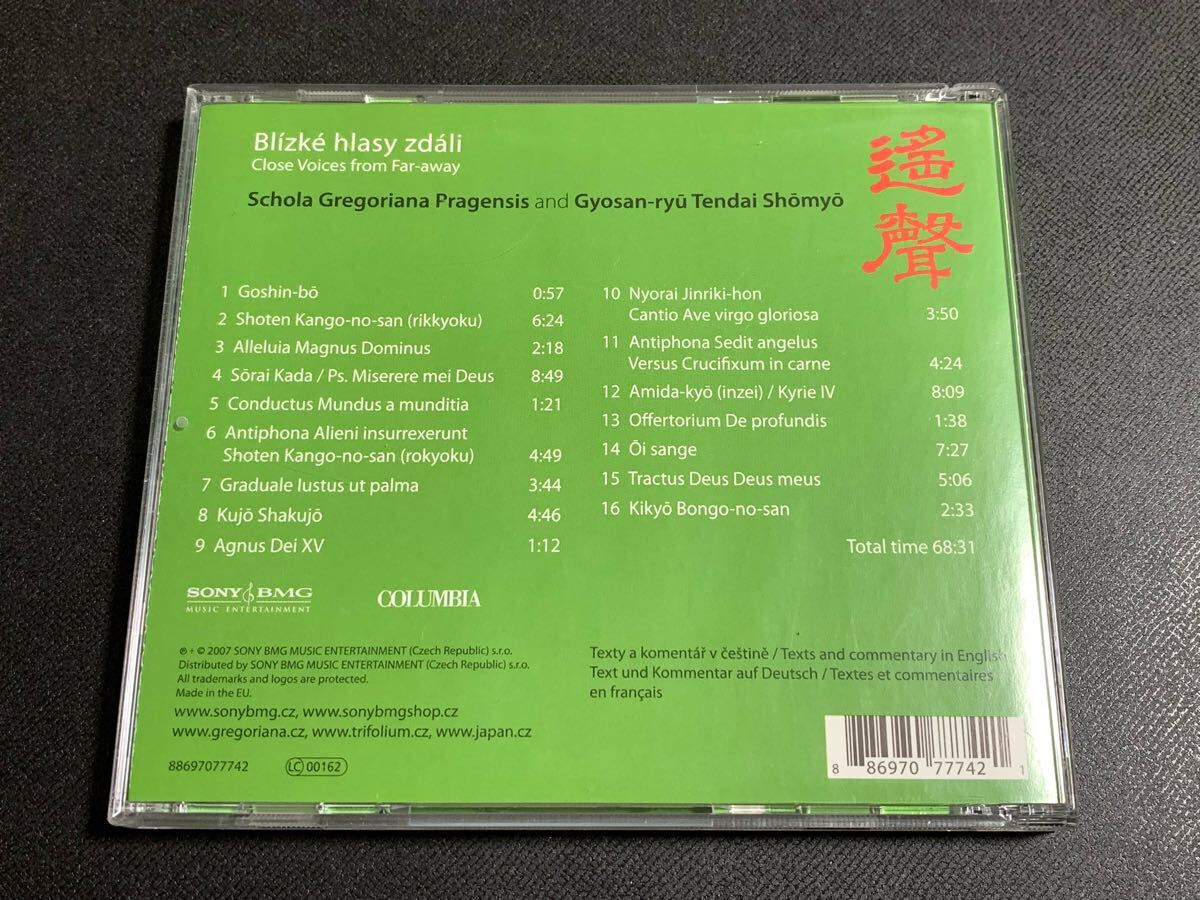 Blízké hlasy zdáli
Close Voices from Far-away
Schola Gregoriana Pragensis and Gyosan-ryū Tendai Shōmyō
遙
聲
1 Goshin-bō 0:57
2 Shoten Kango-no-san (rikkyoku) 6:24
3 Alleluia Magnus Dominus 2:18
4 Sōrai Kada / Ps. Miserere mei Deus 8:49
5 Conductus Mundus a munditia 1:21
6 Antiphona Alieni insurrexerunt
Shoten Kango-no-san (rokyoku) 4:49
7 Graduale Iustus ut palma 3:44
8 Kujō Shakujō 4:46
9 Agnus Dei XV 1:12
10 Nyorai Jinriki-hon
Cantio Ave virgo gloriosa 3:50
11 Antiphona Sedit angelus
Versus Crucifixum in carne 4:24
12 Amida-kyō (inzei) / Kyrie IV 8:09
13 Offertorium De profundis 1:38
14 Ōi sange 7:27
15 Tractus Deus Deus meus 5:06
16 Kikyō Bongo-no-san 2:33
Total time 68:31
SONY BMG
MUSIC ENTERTAINMENT
COLUMBIA
℗ + © 2007 SONY BMG MUSIC ENTERTAINMENT (Czech Republic) s.r.o.
Distributed by SONY BMG MUSIC ENTERTAINMENT (Czech Republic) s.r.o.
All trademarks and logos are protected.
Made in the EU.
www.sonybmg.cz, www.sonybmgshop.cz
www.gregoriana.cz, www.trifolium.cz, www.japan.cz
88697077742
LC 00162
Texty a komentář v češtině / Texts and commentary in English
Text und Kommentar auf Deutsch / Textes et commentaires
en français
8 86970 77742 1